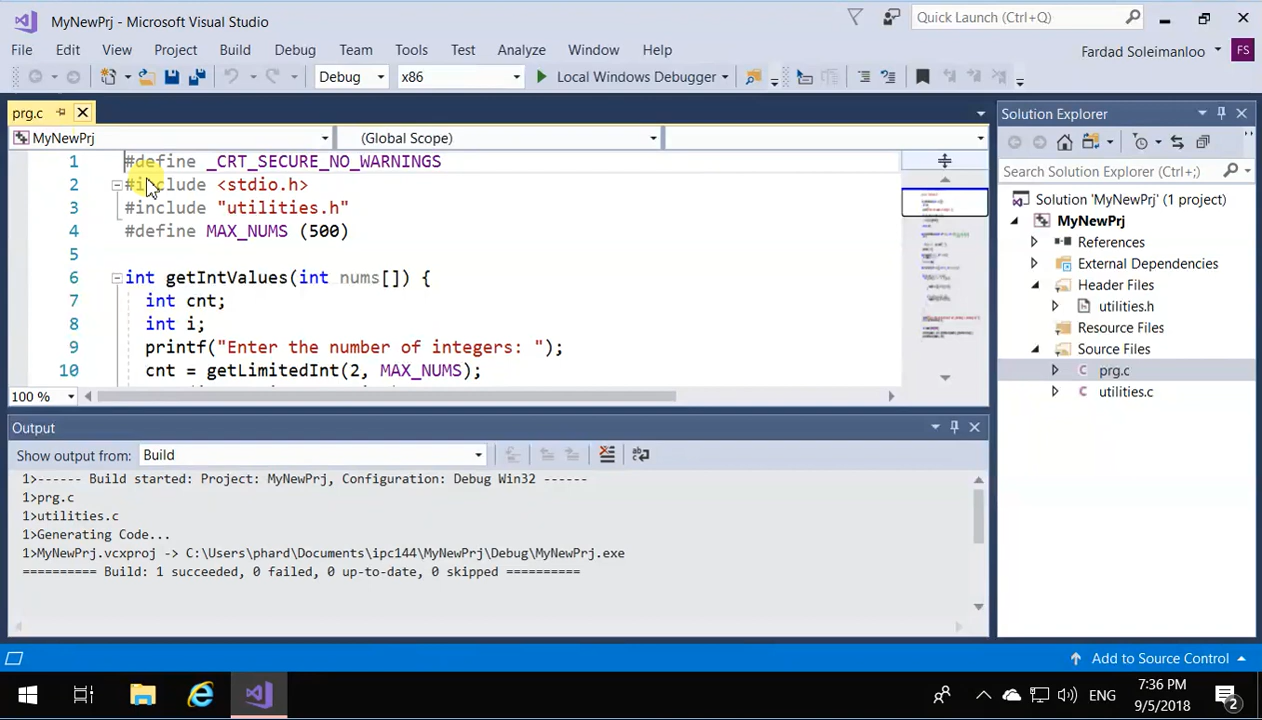 MyNewPrj - Microsoft Visual Studio
Quick Launch (Ctrl+Q)
File Edit View Project Build Debug Team Tools Test Analyze Window Help
Fardad Soleimanloo FS
Debug x86 Local Windows Debugger
prg.c
MyNewPrj (Global Scope)
1 #define _CRT_SECURE_NO_WARNINGS
2 #include <stdio.h>
3 #include "utilities.h"
4 #define MAX_NUMS (500)
5
6 int getIntValues(int nums[]) {
7 int cnt;
8 int i;
9 printf("Enter the number of integers: ");
10 cnt = getLimitedInt(2, MAX_NUMS);
100 %
Output
Show output from: Build
1>------ Build started: Project: MyNewPrj, Configuration: Debug Win32 ------
1>prg.c
1>utilities.c
1>Generating Code...
1>MyNewPrj.vcxproj -> C:\Users\phard\Documents\ipc144\MyNewPrj\Debug\MyNewPrj.exe
========== Build: 1 succeeded, 0 failed, 0 up-to-date, 0 skipped ==========
Solution Explorer
Search Solution Explorer (Ctrl+;)
Solution 'MyNewPrj' (1 project)
MyNewPrj
References
External Dependencies
Header Files
utilities.h
Resource Files
Source Files
prg.c
utilities.c
Add to Source Control
ENG
7:36 PM
9/5/2018
2